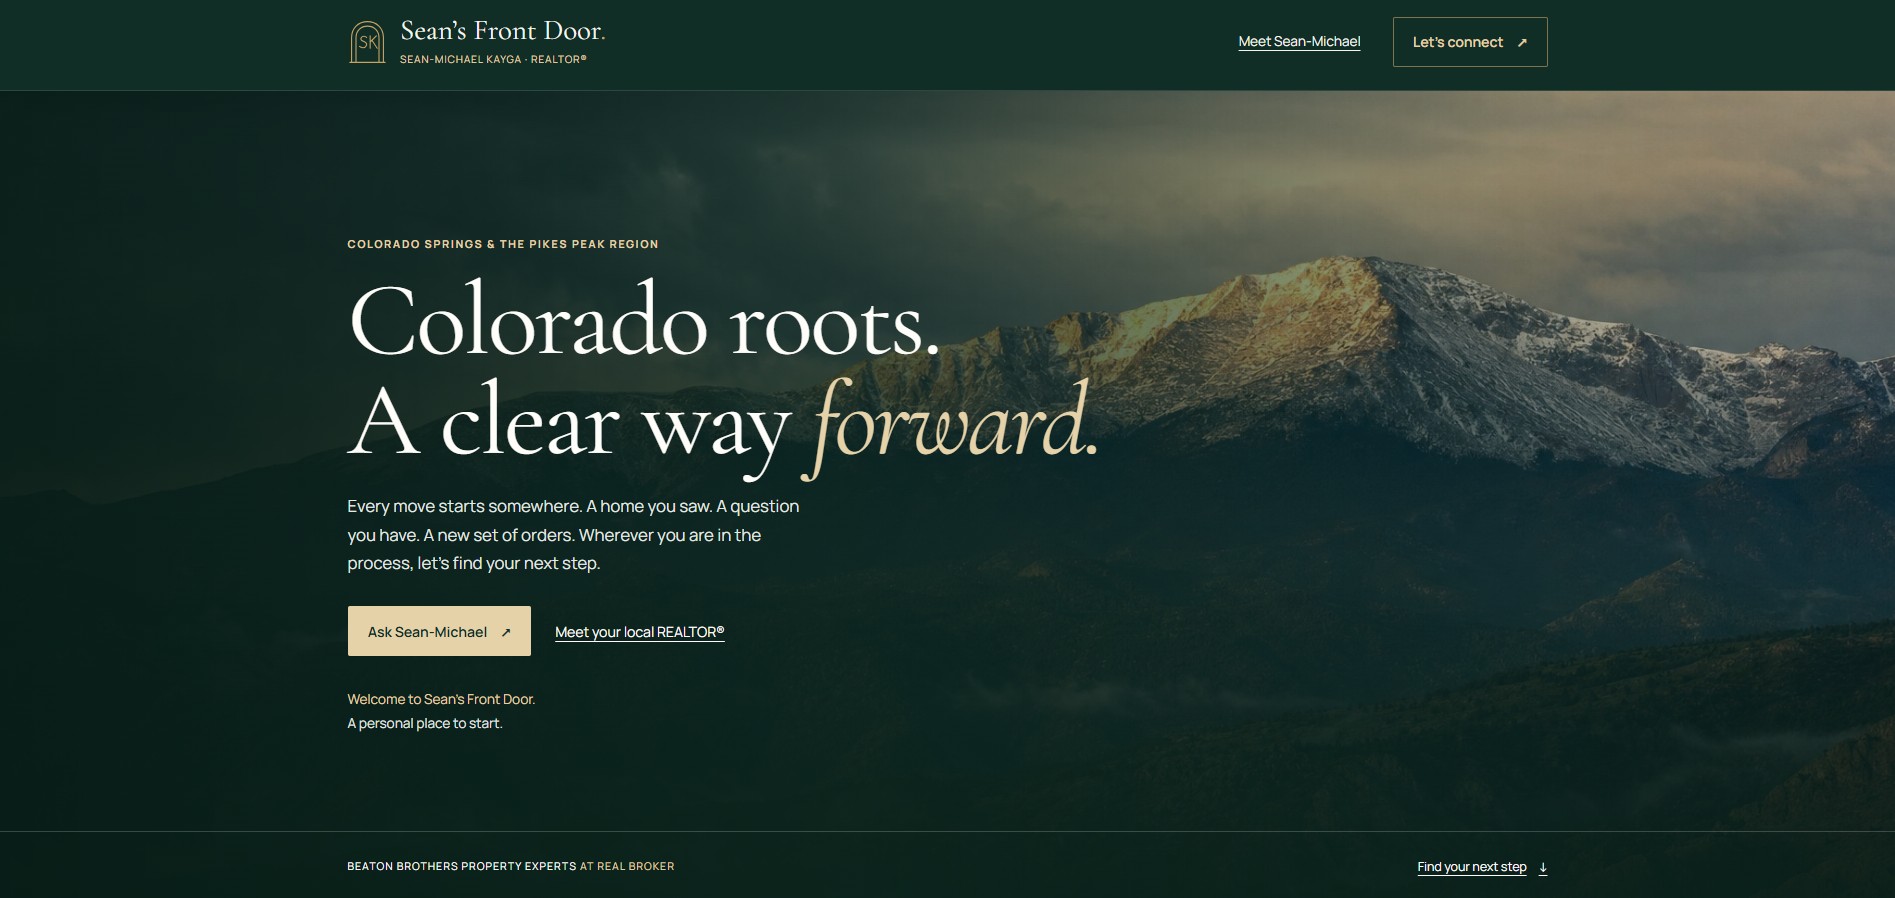 SK
Sean's Front Door.
SEAN-MICHAEL KAYGA · REALTOR®
Meet Sean-Michael
Let's connect ↗
COLORADO SPRINGS & THE PIKES PEAK REGION
Colorado roots.
A clear way forward.
Every move starts somewhere. A home you saw. A question
you have. A new set of orders. Wherever you are in the
process, let's find your next step.
Ask Sean-Michael ↗
Meet your local REALTOR®
Welcome to Sean's Front Door.
A personal place to start.
BEATON BROTHERS PROPERTY EXPERTS AT REAL BROKER
Find your next step ↓